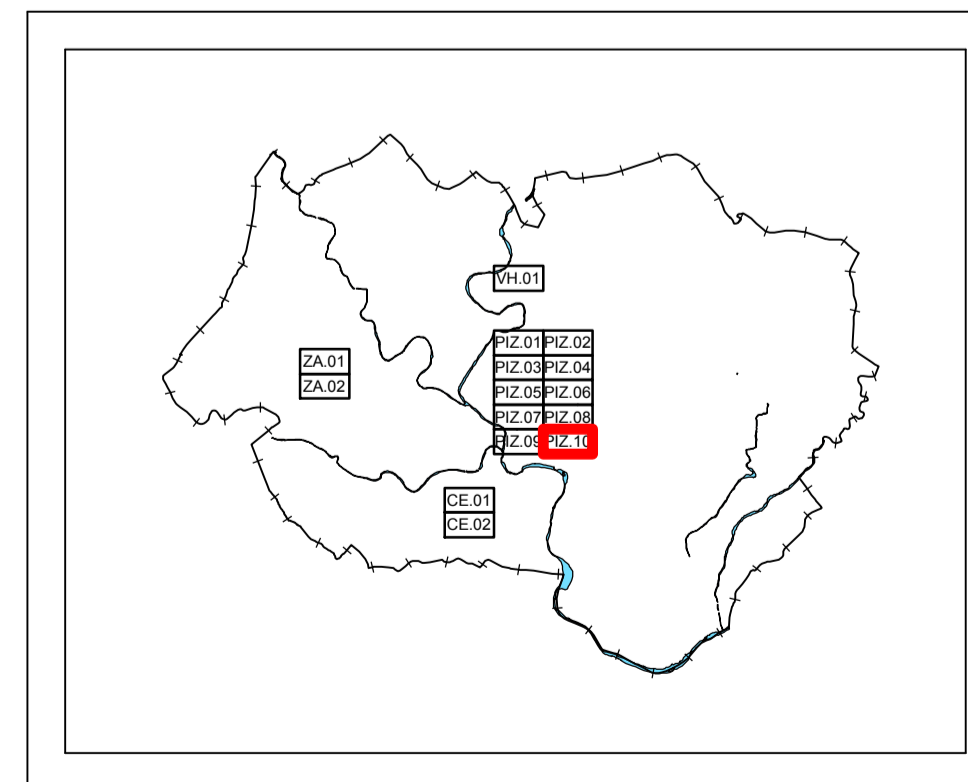 VH.01
PIZ.01 PIZ.02
PIZ.03 PIZ.04
PIZ.05 PIZ.06
PIZ.07 PIZ.08
PIZ.09 PIZ.10
ZA.01
ZA.02
CE.01
CE.02